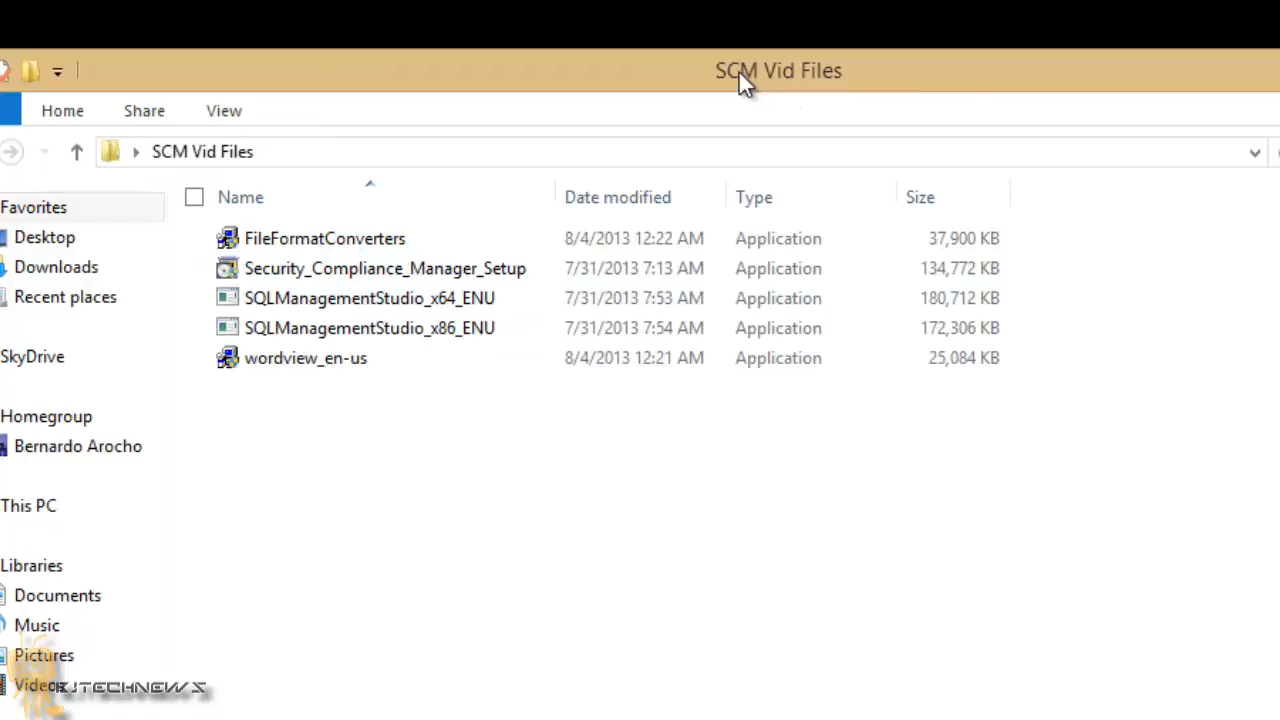 SCM Vid Files
Home Share View
SCM Vid Files
Name Date modified Type Size
Favorites
Desktop
Downloads
Recent places
SkyDrive
Homegroup
Bernardo Arocho
This PC
Libraries
Documents
Music
Pictures
Videos
FileFormatConverters 8/4/2013 12:22 AM Application 37,900 KB
Security_Compliance_Manager_Setup 7/31/2013 7:13 AM Application 134,772 KB
SQLManagementStudio_x64_ENU 7/31/2013 7:53 AM Application 180,712 KB
SQLManagementStudio_x86_ENU 7/31/2013 7:54 AM Application 172,306 KB
wordview_en-us 8/4/2013 12:21 AM Application 25,084 KB